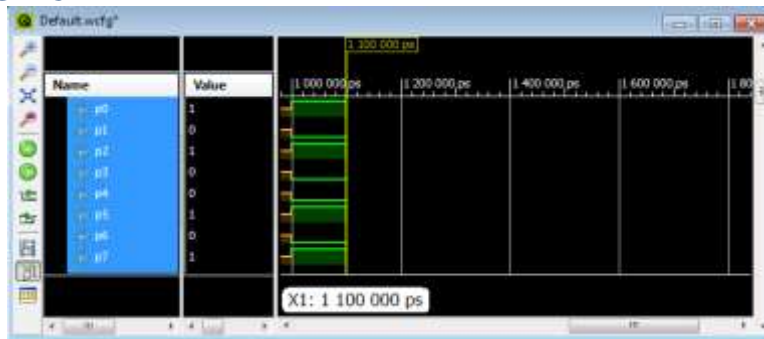 Default.wcfg*
1 100 000 ps
Name
Value
1 000 000 ps
1 200 000 ps
1 400 000 ps
1 600 000 ps
1 80
p0 1
p1 0
p2 1
p3 0
p4 0
p5 1
p6 0
p7 1
X1: 1 100 000 ps